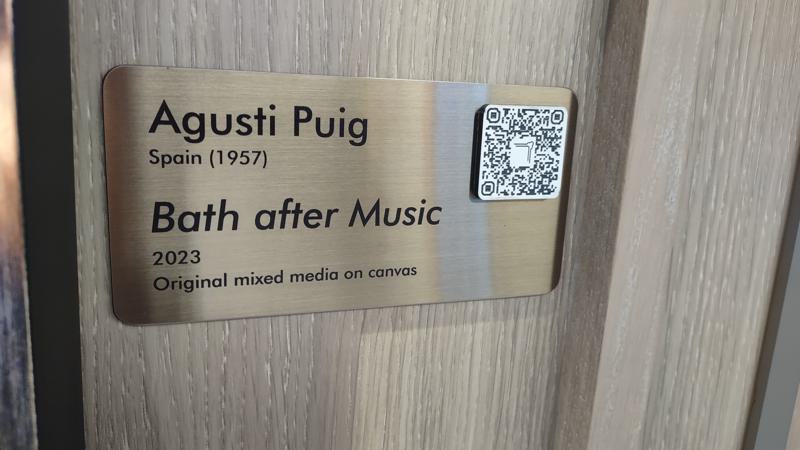 Agusti Puig
Spain (1957)
Bath after Music
2023
Original mixed media on canvas